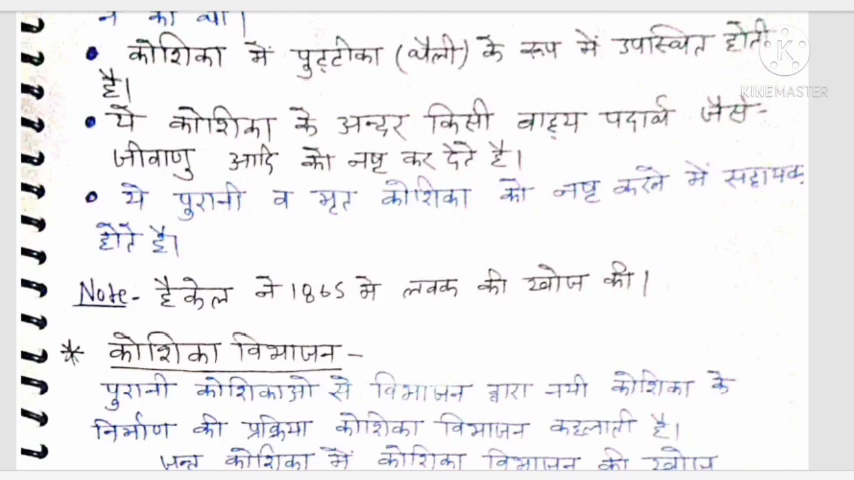 न का था।
• कोशिका में पुट्टीका (थैली) के रूप में उपस्थित होती
है।
• ये कोशिका के अन्दर किसी बाह्य पदार्थ जैसे-
जीवाणु आदि को नष्ट कर देते है।
• ये पुरानी व मृत कोशिका को नष्ट करने में सहायक
होते है।
Note- हैकेल ने 1865 मे लवक की खोज की।
* कोशिका विभाजन-
पुरानी कोशिकाओ से विभाजन द्वारा नयी कोशिका के
निर्माण की प्रक्रिया कोशिका विभाजन कहलाती है।
जन्त कोशिका में कोशिका विभाजन की खोज
KINEMASTER